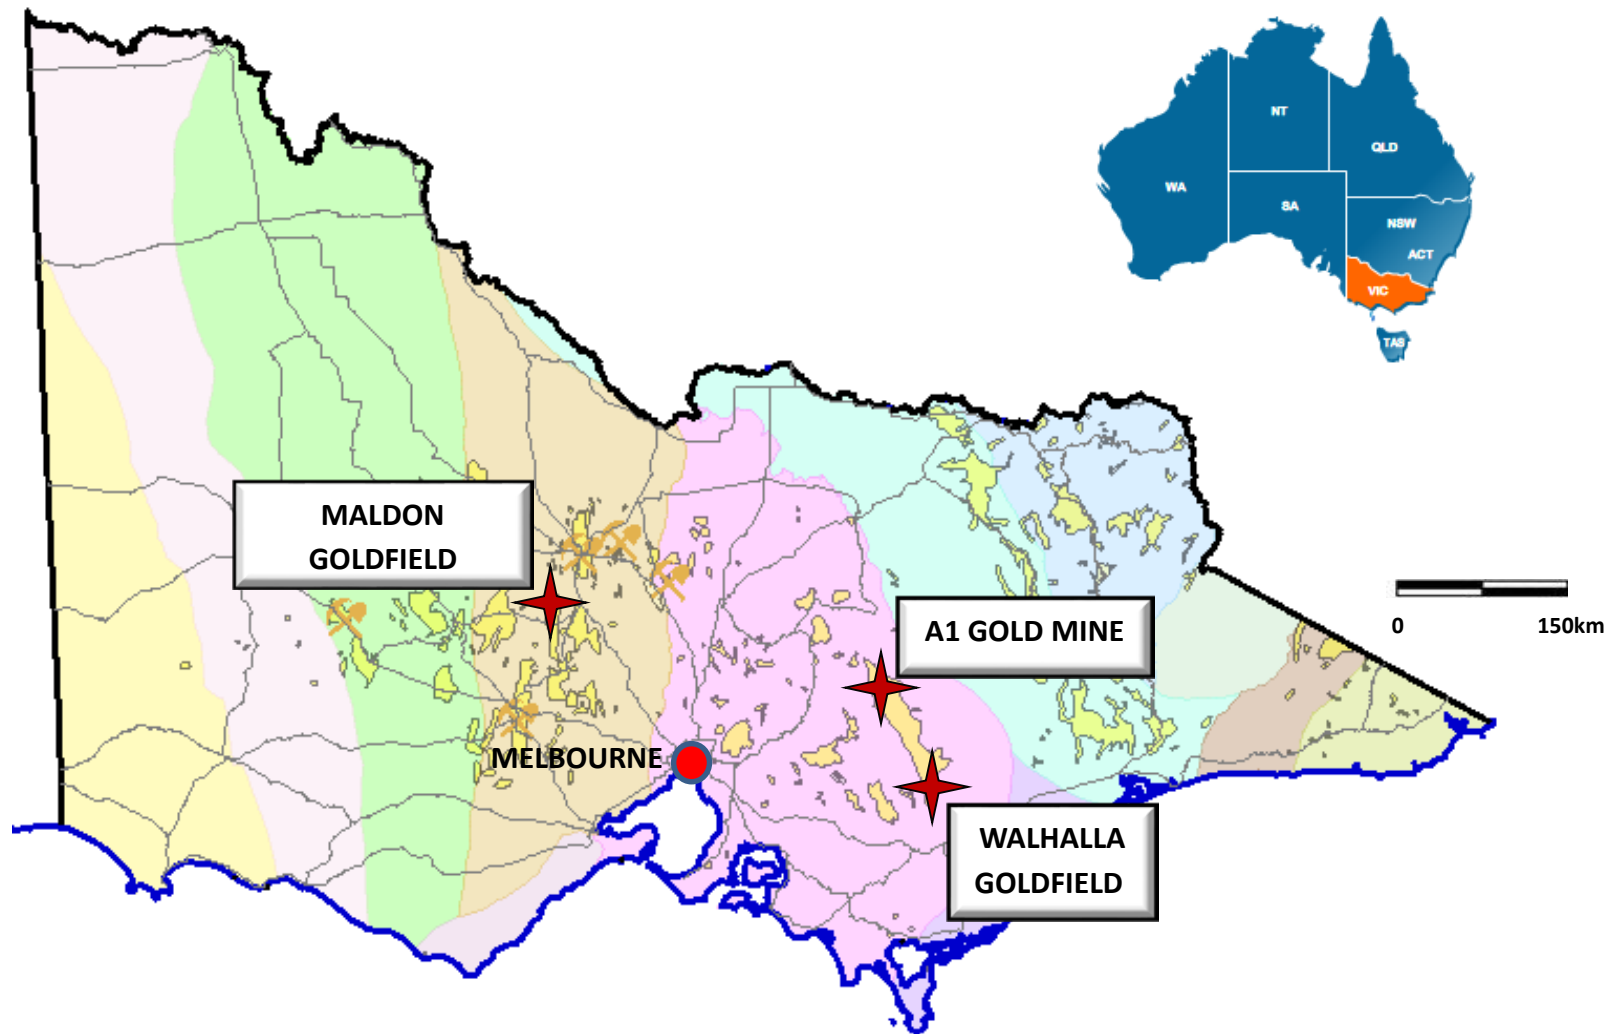 NT
QLD
WA
SA
NSW
ACT
VIC
TAS
MALDON
GOLDFIELD
A1 GOLD MINE
0 150km
MELBOURNE
WALHALLA
GOLDFIELD